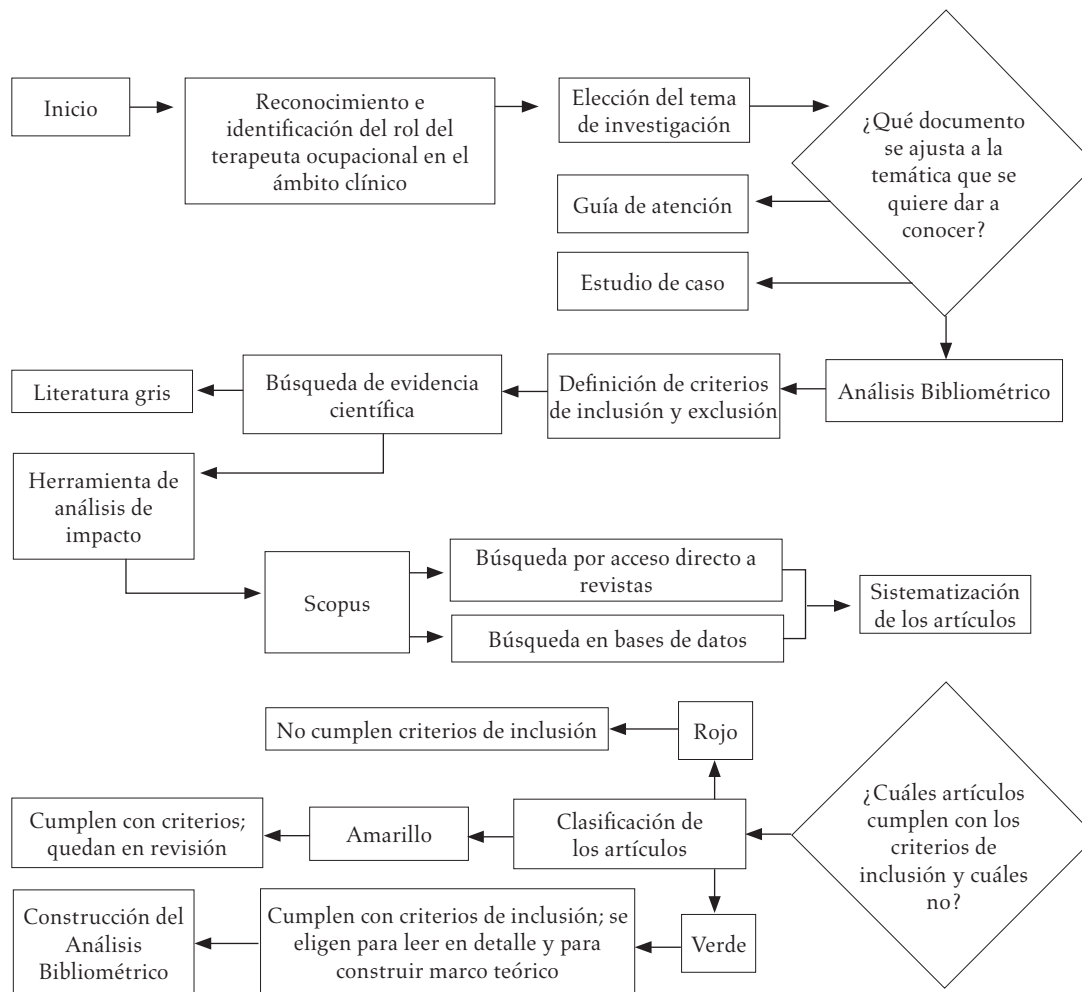 Inicio
Reconocimiento e
identificación del rol del
terapeuta ocupacional en el
ámbito clínico
Elección del tema
de investigación
¿Qué documento
se ajusta a la
temática que se
quiere dar a
conocer?
Guía de atención
Estudio de caso
Análisis Bibliométrico
Definición de criterios
de inclusión y exclusión
Búsqueda de evidencia
científica
Literatura gris
Herramienta de
análisis de
impacto
Scopus
Búsqueda por acceso directo a
revistas
Búsqueda en bases de datos
Sistematización
de los artículos
¿Cuáles artículos
cumplen con los
criterios de
inclusión y cuáles
no?
Clasificación de
los artículos
Rojo
No cumplen criterios de inclusión
Amarillo
Cumplen con criterios;
quedan en revisión
Verde
Cumplen con criterios de inclusión; se
eligen para leer en detalle y para
construir marco teórico
Construcción del
Análisis
Bibliométrico